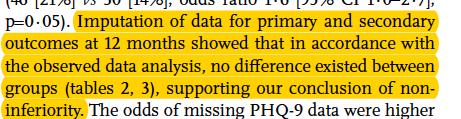 (46 [21%] vs 30 [14%], odds ratio 1·6 [95% CI 1·0–2·7],
p=0·05). Imputation of data for primary and secondary
outcomes at 12 months showed that in accordance with
the observed data analysis, no difference existed between
groups (tables 2, 3), supporting our conclusion of non-
inferiority. The odds of missing PHQ-9 data were higher